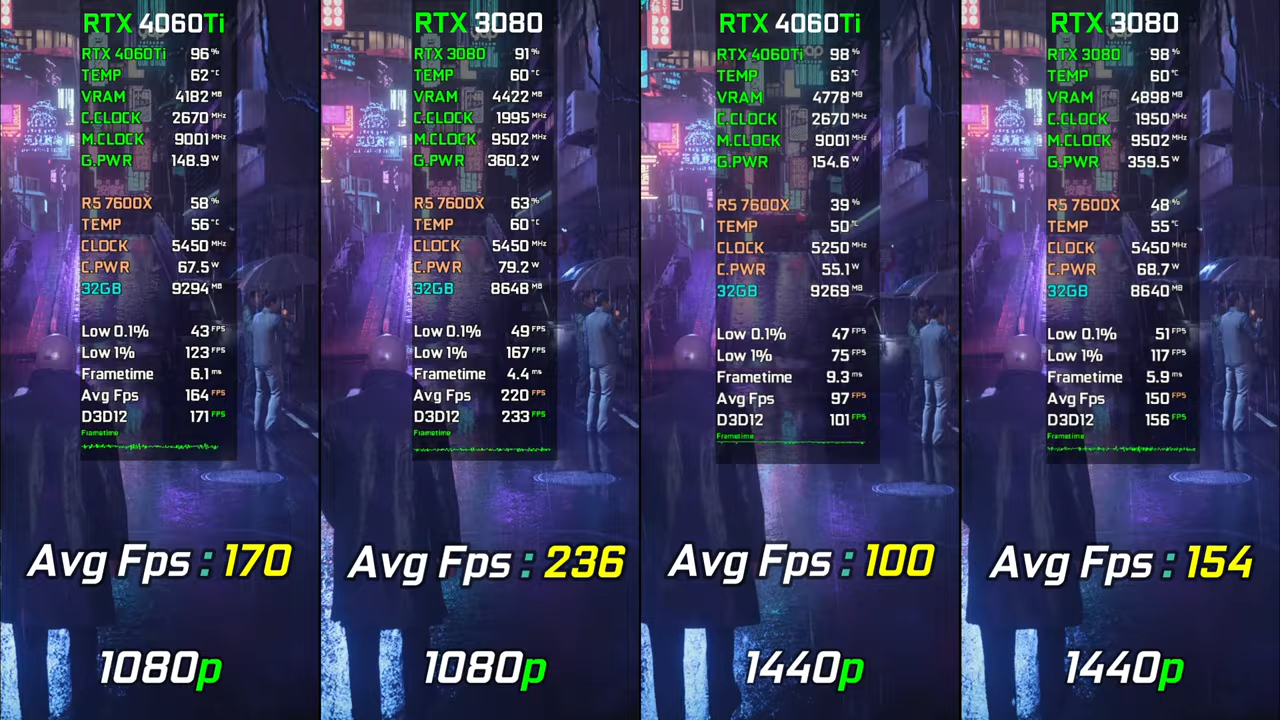 RTX 4060Ti
RTX 4060Ti 96 %
TEMP 62 °C
VRAM 4182 MB
C.CLOCK 2670 MHz
M.CLOCK 9001 MHz
G.PWR 148.9 W
R5 7600X 58 %
TEMP 56 °C
CLOCK 5450 MHz
C.PWR 67.5 W
32GB 9294 MB
Low 0.1% 43 FPS
Low 1% 123 FPS
Frametime 6.1 ms
Avg Fps 164 FPS
D3D12 171 FPS
Frametime
Avg Fps : 170
1080p
RTX 3080
RTX 3080 91 %
TEMP 60 °C
VRAM 4422 MB
C.CLOCK 1995 MHz
M.CLOCK 9502 MHz
G.PWR 360.2 W
R5 7600X 63 %
TEMP 60 °C
CLOCK 5450 MHz
C.PWR 79.2 W
32GB 8648 MB
Low 0.1% 49 FPS
Low 1% 167 FPS
Frametime 4.4 ms
Avg Fps 220 FPS
D3D12 233 FPS
Frametime
Avg Fps : 236
1080p
RTX 4060Ti
RTX 4060Ti 98 %
TEMP 63 °C
VRAM 4778 MB
C.CLOCK 2670 MHz
M.CLOCK 9001 MHz
G.PWR 154.6 W
R5 7600X 39 %
TEMP 50 °C
CLOCK 5250 MHz
C.PWR 55.1 W
32GB 9269 MB
Low 0.1% 47 FPS
Low 1% 75 FPS
Frametime 9.3 ms
Avg Fps 97 FPS
D3D12 101 FPS
Frametime
Avg Fps : 100
1440p
RTX 3080
RTX 3080 98 %
TEMP 60 °C
VRAM 4898 MB
C.CLOCK 1950 MHz
M.CLOCK 9502 MHz
G.PWR 359.5 W
R5 7600X 48 %
TEMP 55 °C
CLOCK 5450 MHz
C.PWR 68.7 W
32GB 8640 MB
Low 0.1% 51 FPS
Low 1% 117 FPS
Frametime 5.9 ms
Avg Fps 150 FPS
D3D12 156 FPS
Frametime
Avg Fps : 154
1440p